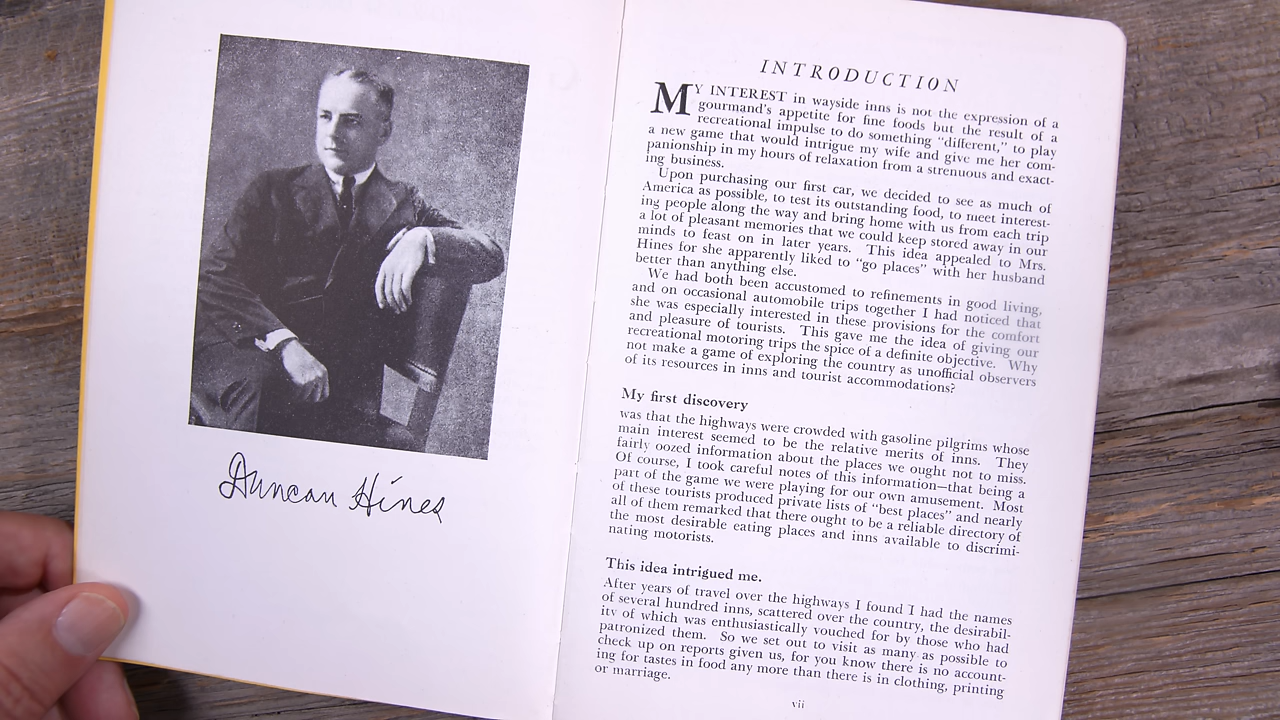 Duncan Hines
INTRODUCTION
MY INTEREST in wayside inns is not the expression of a
gourmand's appetite for fine foods but the result of a
recreational impulse to do something "different," to play
a new game that would intrigue my wife and give me her com-
panionship in my hours of relaxation from a strenuous and exact-
ing business.
Upon purchasing our first car, we decided to see as much of
America as possible, to test its outstanding food, to meet interest-
ing people along the way and bring home with us from each trip
a lot of pleasant memories that we could keep stored away in our
minds to feast on in later years. This idea appealed to Mrs.
Hines for she apparently liked to "go places" with her husband
better than anything else.
We had both been accustomed to refinements in good living,
and on occasional automobile trips together I had noticed that
she was especially interested in these provisions for the comfort
and pleasure of tourists. This gave me the idea of giving our
recreational motoring trips the spice of a definite objective. Why
not make a game of exploring the country as unofficial observers
of its resources in inns and tourist accommodations?
My first discovery
was that the highways were crowded with gasoline pilgrims whose
main interest seemed to be the relative merits of inns. They
fairly oozed information about the places we ought not to miss.
Of course, I took careful notes of this information—that being a
part of the game we were playing for our own amusement. Most
of these tourists produced private lists of "best places" and nearly
all of them remarked that there ought to be a reliable directory of
the most desirable eating places and inns available to discrimi-
nating motorists.
This idea intrigued me.
After years of travel over the highways I found I had the names
of several hundred inns, scattered over the country, the desirabil-
ity of which was enthusiastically vouched for by those who had
patronized them. So we set out to visit as many as possible to
check up on reports given us, for you know there is no account-
ing for tastes in food any more than there is in clothing, printing
or marriage.
vii